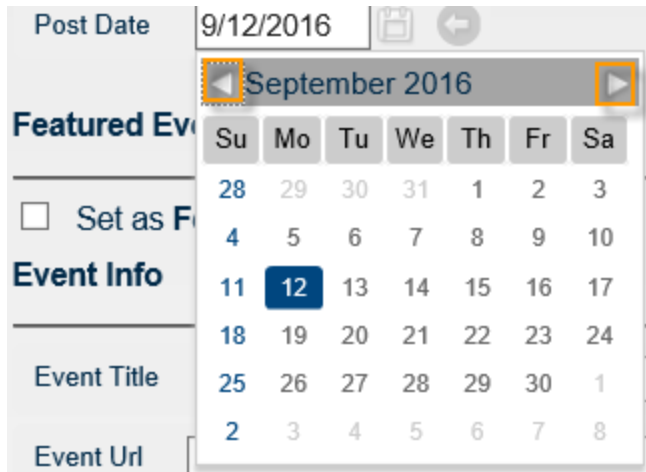 Post Date 9/12/2016
September 2016
Featured Ev
Su Mo Tu We Th Fr Sa
28 29 30 31 1 2 3
Set as F
4 5 6 7 8 9 10
Event Info
11 12 13 14 15 16 17
18 19 20 21 22 23 24
Event Title
25 26 27 28 29 30 1
2 3 4 5 6 7 8
Event Url